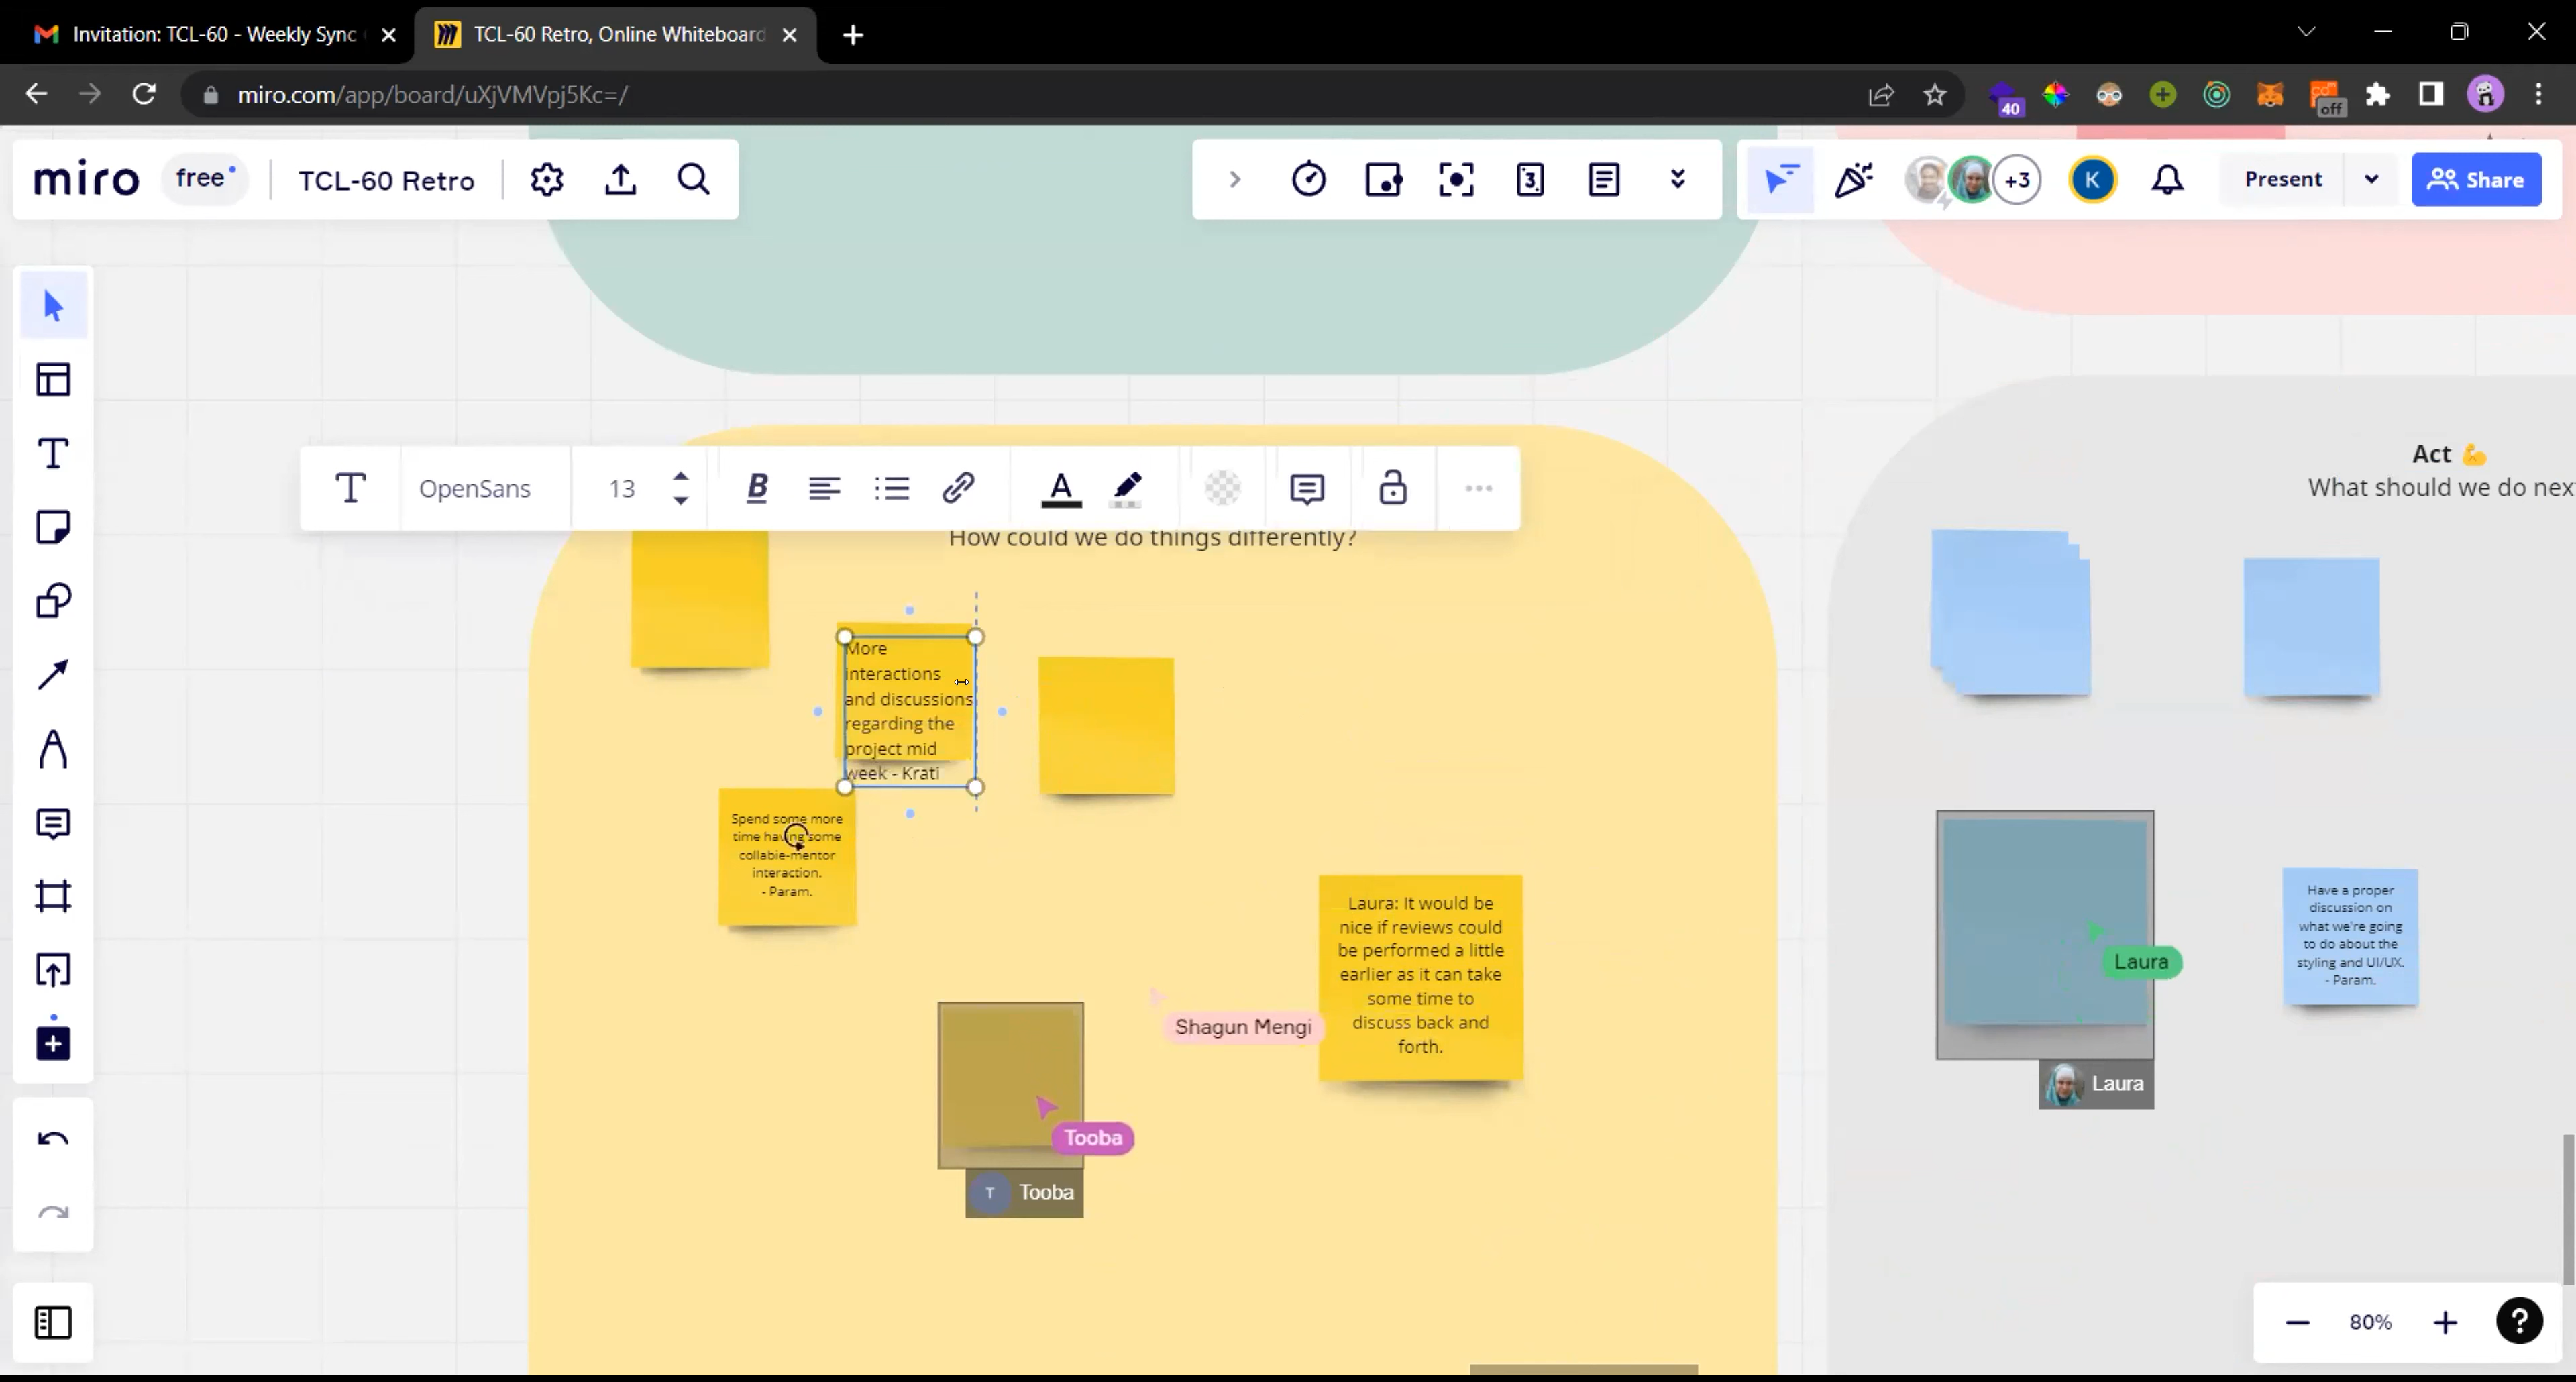 Invitation: TCL-60 - Weekly Sync
TCL-60 Retro, Online Whiteboard
miro.com/app/board/uXjVMVpj5Kc=/
40
off
miro
free
TCL-60 Retro
3
+3
K
Present
Share
OpenSans
13
B
A
How could we do things differently?
More
interactions
and discussions
regarding the
project mid
week - Krati
Spend some more
time having some
collabie-mentor
interaction.
- Param.
Laura: It would be
nice if reviews could
be performed a little
earlier as it can take
some time to
discuss back and
forth.
Shagun Mengi
Tooba
T Tooba
Act 💪
What should we do nex
Laura
Laura
Have a proper
discussion on
what we're going
to do about the
styling and UI/UX.
- Param.
80%
?